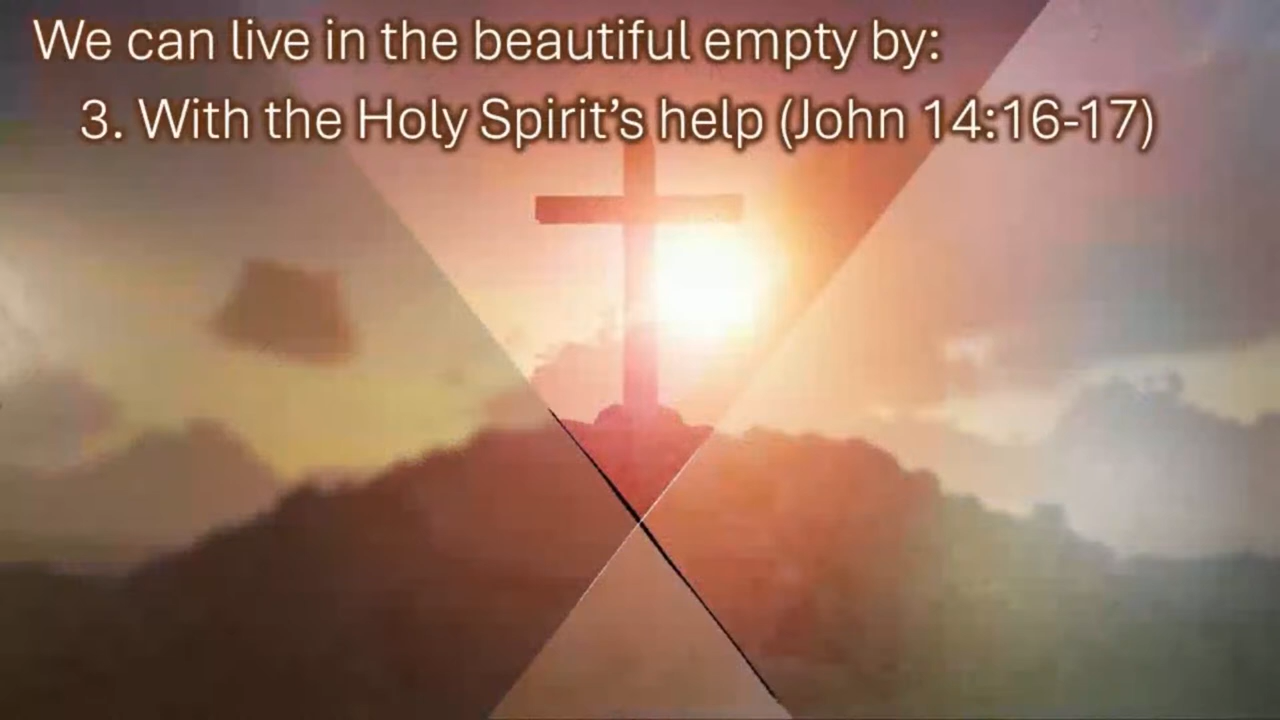 We can live in the beautiful empty by:
3. With the Holy Spirit’s help (John 14:16-17)